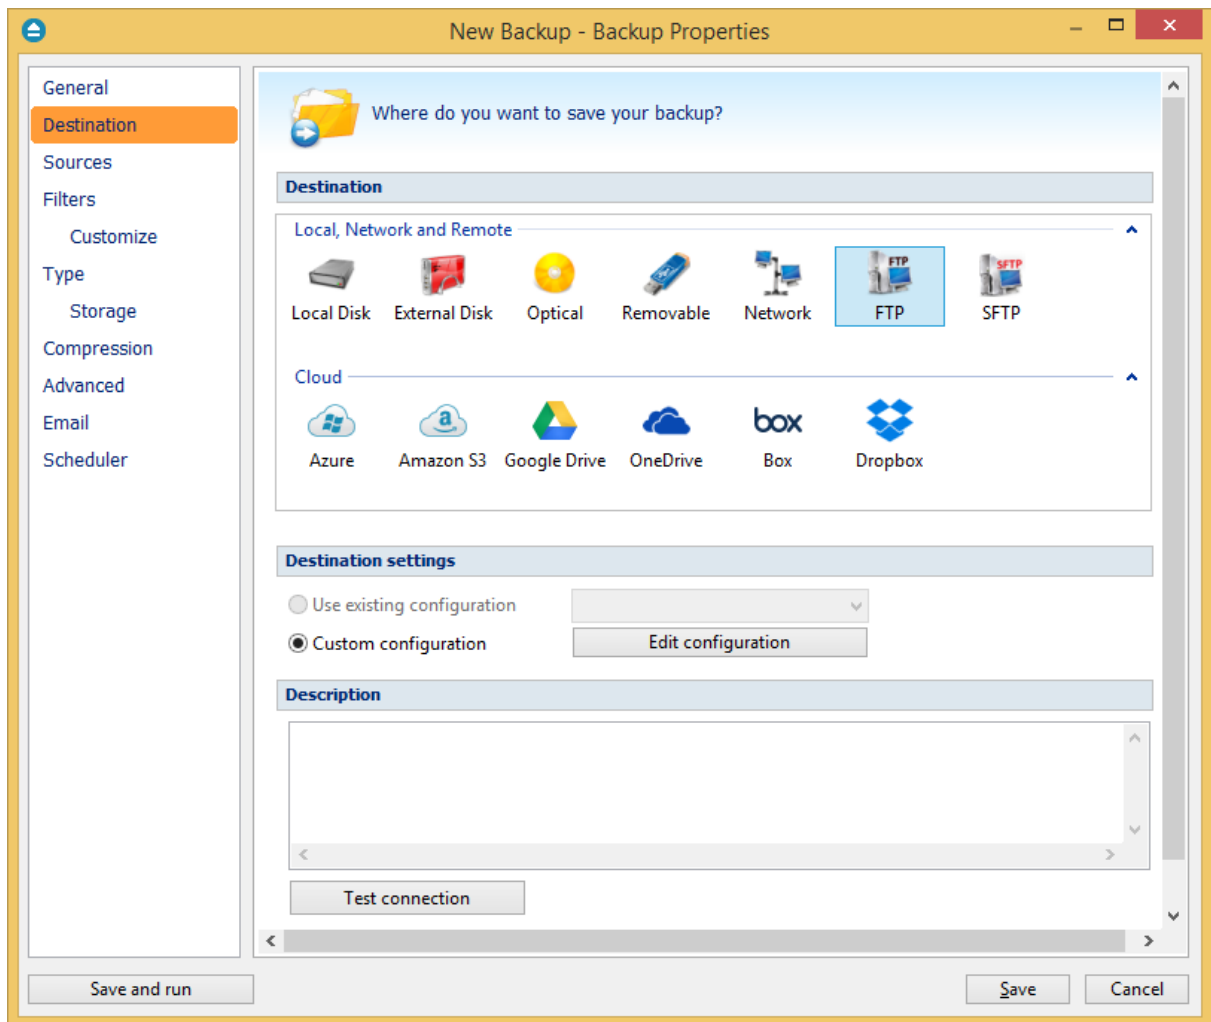 New Backup - Backup Properties
General
Destination
Sources
Filters
Customize
Type
Storage
Compression
Advanced
Email
Scheduler
Where do you want to save your backup?
Destination
Local, Network and Remote
FTP SFTP
Local Disk External Disk Optical Removable Network FTP SFTP
Cloud
a box
Azure Amazon S3 Google Drive OneDrive Box Dropbox
Destination settings
Use existing configuration
Custom configuration Edit configuration
Description
Test connection
Save and run Save Cancel